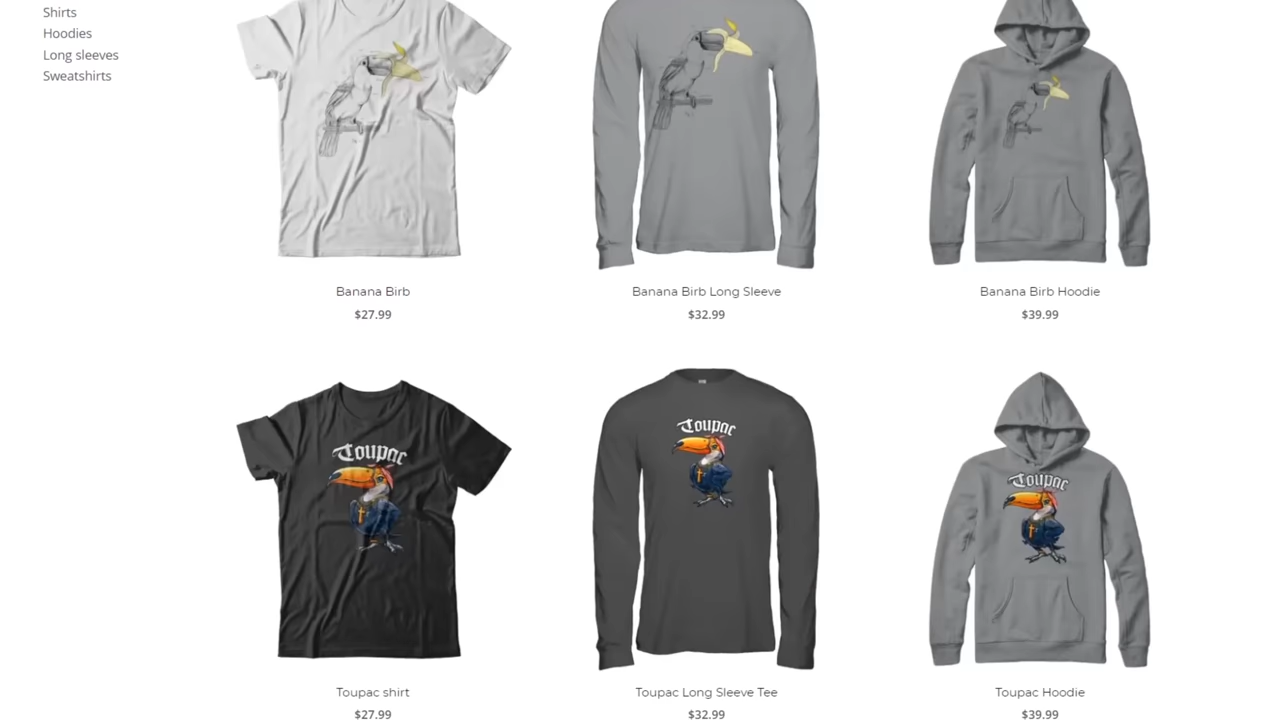 Shirts
Hoodies
Long sleeves
Sweatshirts
Banana Birb
$27.99
Banana Birb Long Sleeve
$32.99
Banana Birb Hoodie
$39.99
Toupac
Toupac
Toupac
Toupac shirt
$27.99
Toupac Long Sleeve Tee
$32.99
Toupac Hoodie
$39.99